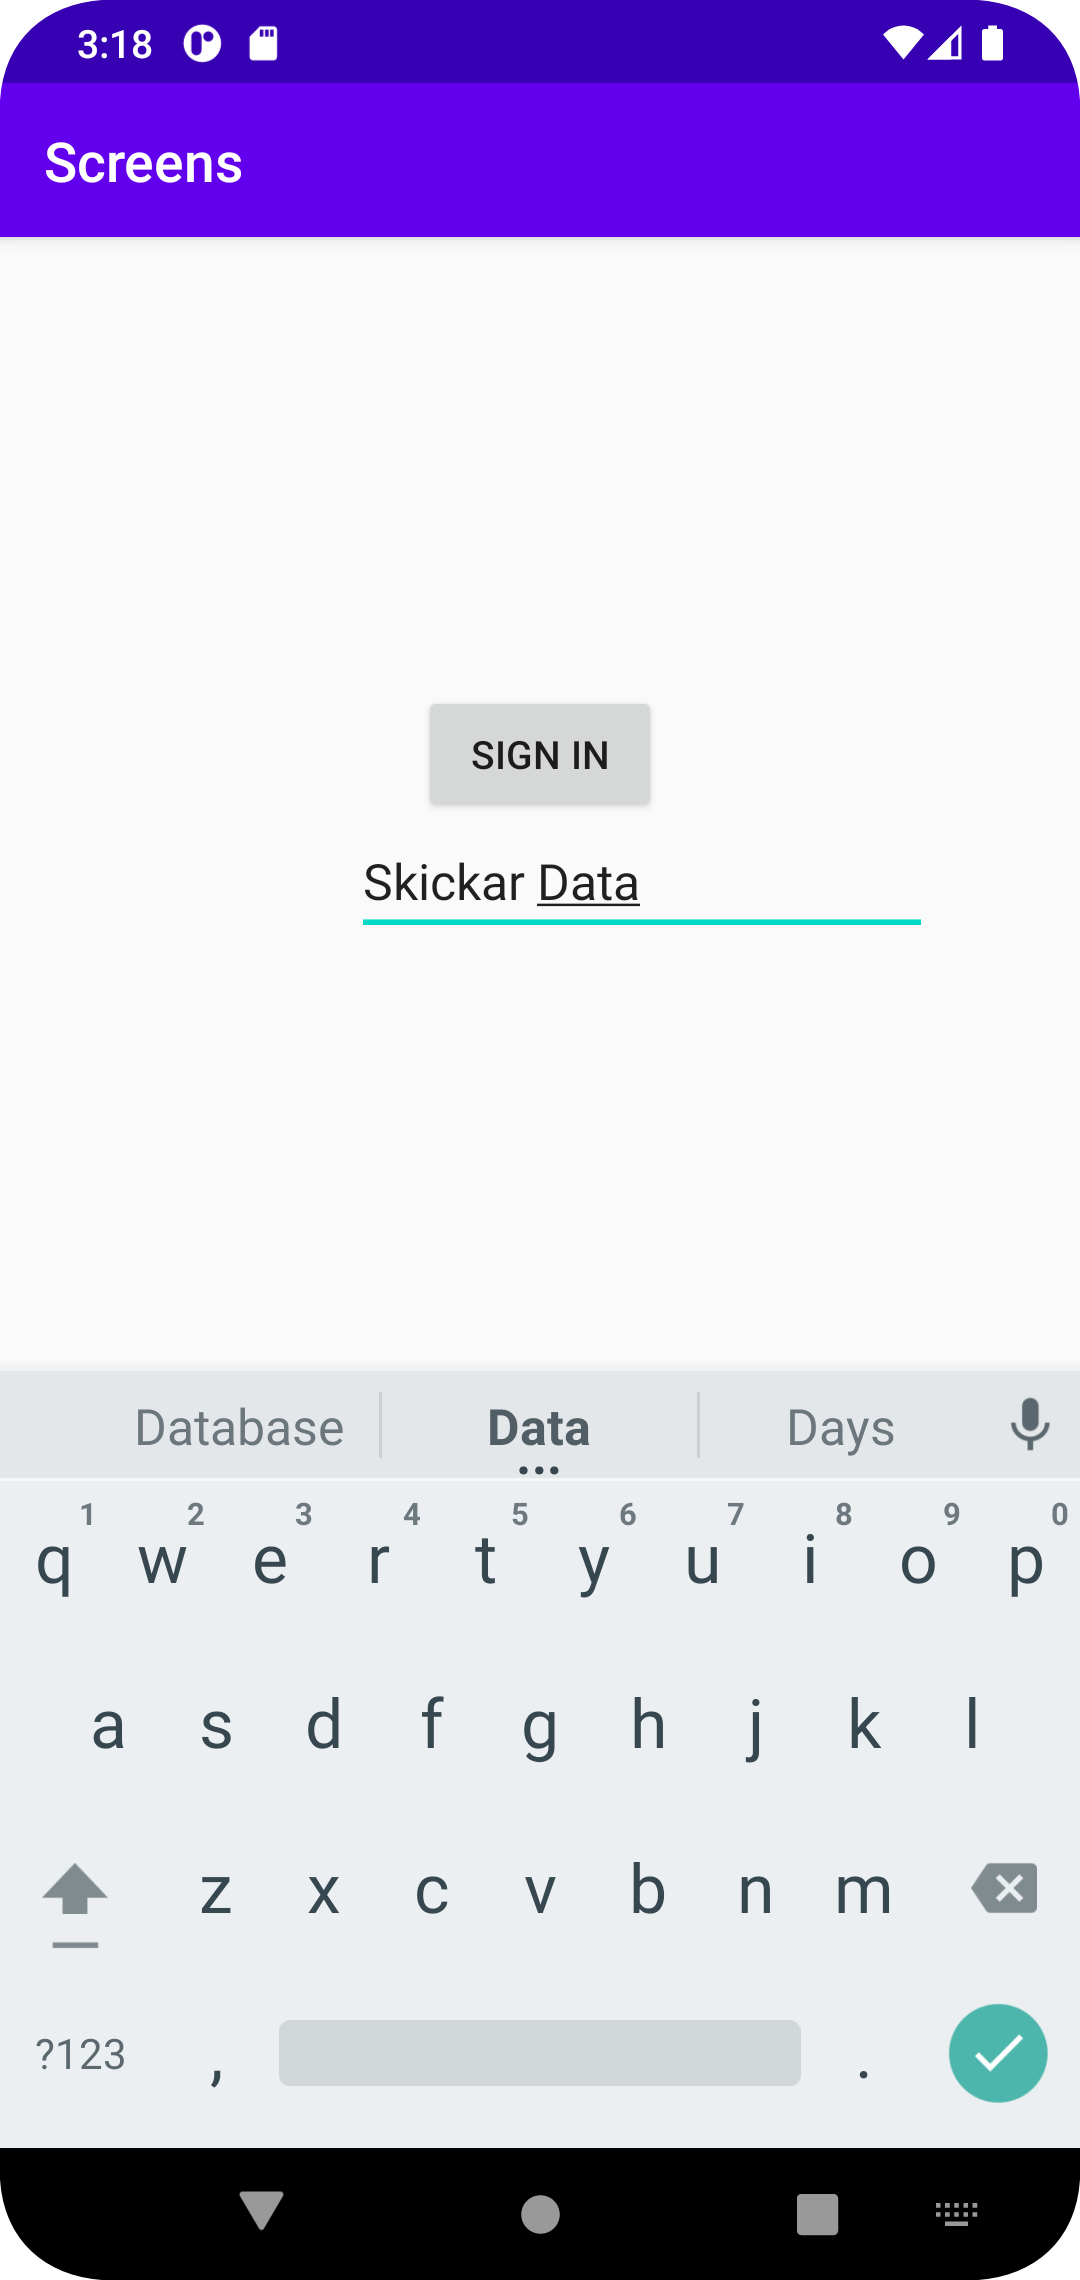 3:18
Screens
SIGN IN
Skickar Data
Database Data Days
1 2 3 4 5 6 7 8 9 0
q w e r t y u i o p
a s d f g h j k l
z x c v b n m
?123 , .